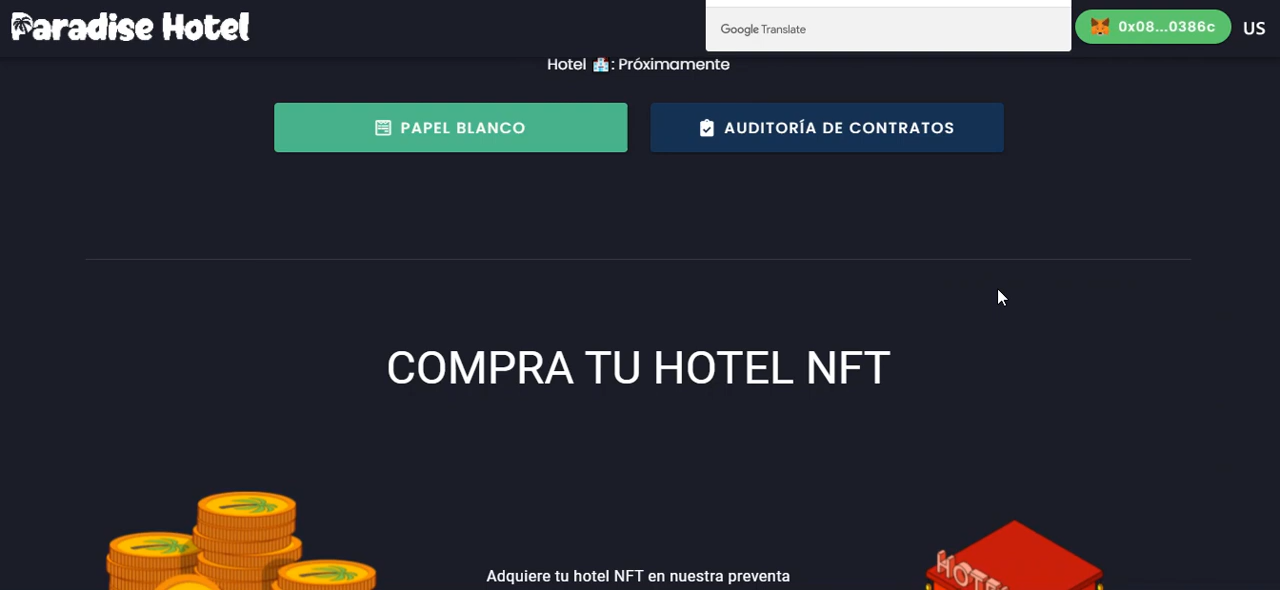 Paradise Hotel
Google Translate
0x08...0386c
US
Hotel 🏩: Próximamente
PAPEL BLANCO
AUDITORÍA DE CONTRATOS
COMPRA TU HOTEL NFT
HOTEL
Adquiere tu hotel NFT en nuestra preventa